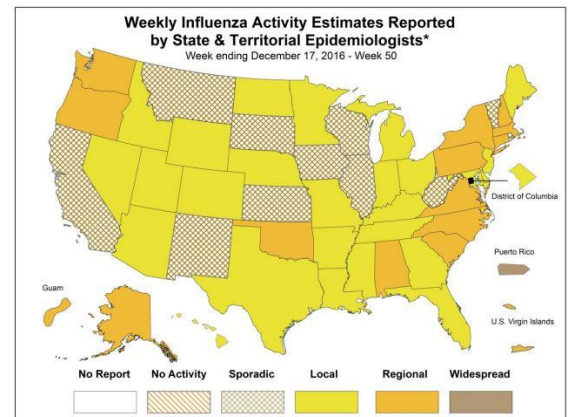 Weekly Influenza Activity Estimates Reported
by State & Territorial Epidemiologists*
Week ending December 17, 2016 - Week 50
District of Columbia
Puerto Rico
Guam
U.S. Virgin Islands
No Report No Activity Sporadic Local Regional Widespread